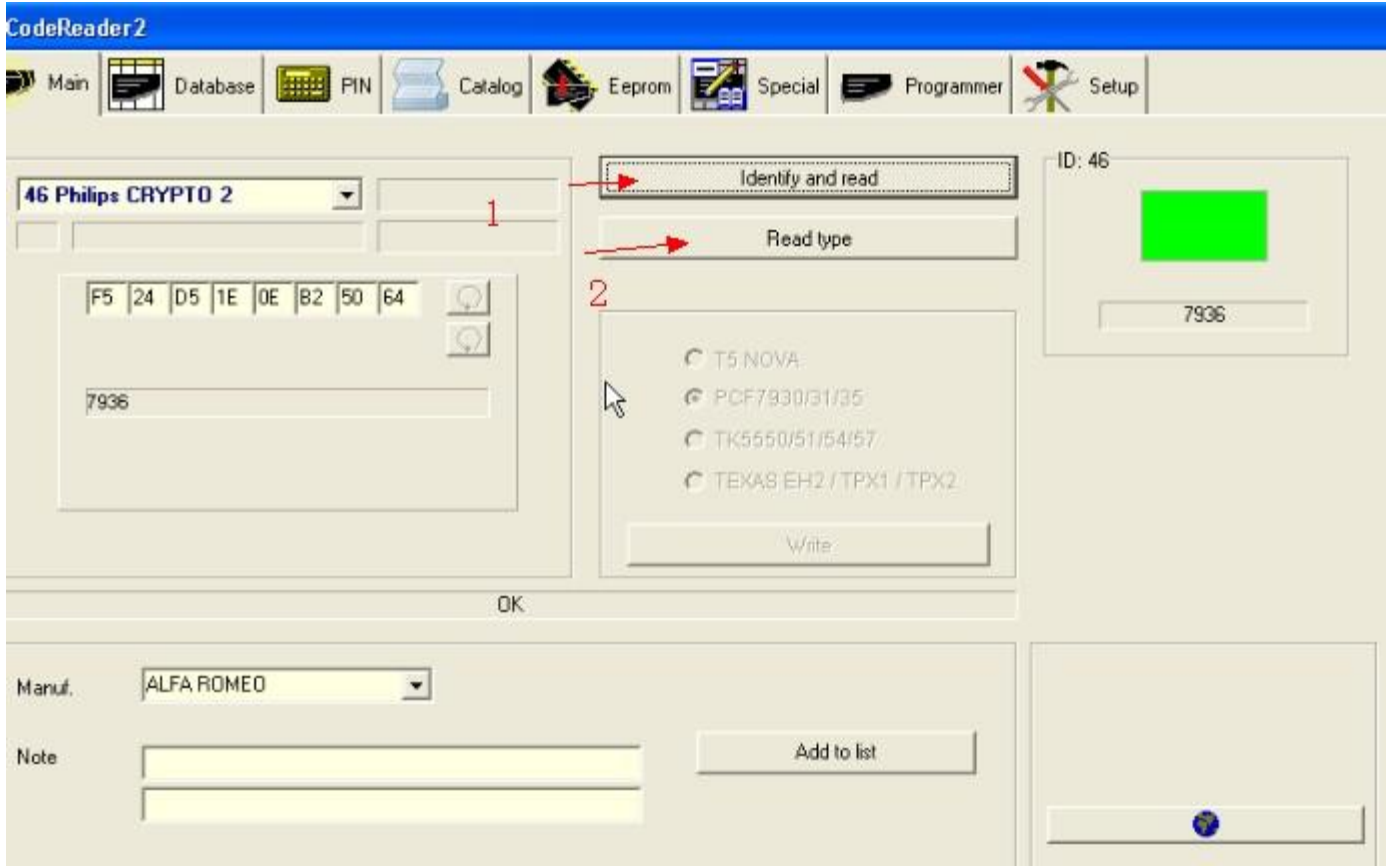 CodeReader2
Main Database PIN Catalog Eeprom Special Programmer Setup
46 Philips CRYPTO 2
1
F5 24 D5 1E 0E B2 50 64
7936
Identify and read
Read type
2
T5 NOVA
PCF7930/31/35
TK5550/51/54/57
TEXAS EH2 / TPX1 / TPX2
Write
ID: 46
7936
OK
Manuf. ALFA ROMEO
Note
Add to list